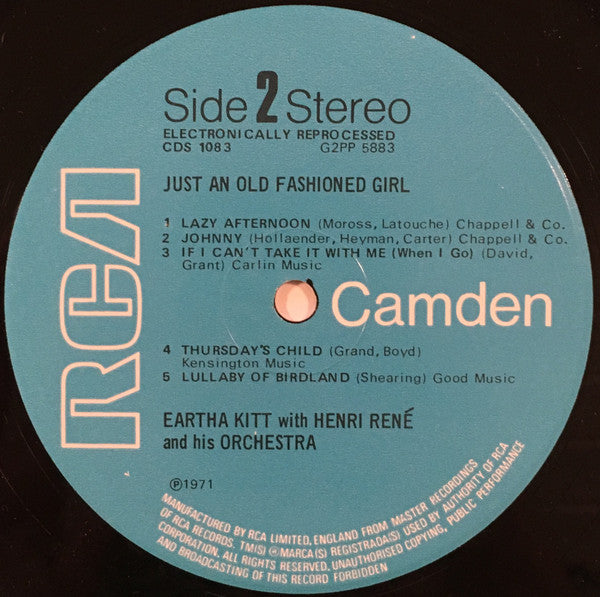 Side 2 Stereo
ELECTRONICALLY REPROCESSED
CDS 1083 G2PP 5883
JUST AN OLD FASHIONED GIRL
1 LAZY AFTERNOON (Moross, Latouche) Chappell & Co.
2 JOHNNY (Hollaender, Heyman, Carter) Chappell & Co.
3 IF I CAN'T TAKE IT WITH ME (When I Go) (David,
Grant) Carlin Music
RCA
Camden
4 THURSDAY'S CHILD (Grand, Boyd)
Kensington Music
5 LULLABY OF BIRDLAND (Shearing) Good Music
EARTHA KITT with HENRI RENÉ
and his ORCHESTRA
Ⓟ1971
MANUFACTURED BY RCA LIMITED, ENGLAND FROM MASTER RECORDINGS
OF RCA RECORDS. TM(S) ® MARCA(S) REGISTRADA(S) USED BY AUTHORITY OF RCA
CORPORATION. ALL RIGHTS RESERVED. UNAUTHORISED COPYING, PUBLIC PERFORMANCE
AND BROADCASTING OF THIS RECORD FORBIDDEN